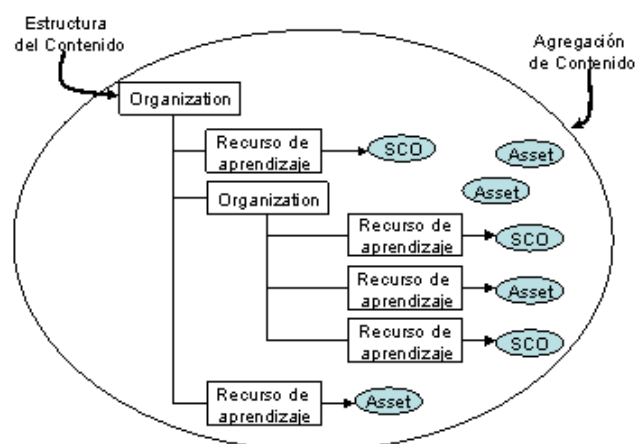 Estructura
del Contenido
Agregación
de Contenido
Organization
Recurso de
aprendizaje
SCO
Asset
Asset
Organization
Recurso de
aprendizaje
SCO
Recurso de
aprendizaje
Asset
Recurso de
aprendizaje
SCO
Recurso de
aprendizaje
Asset